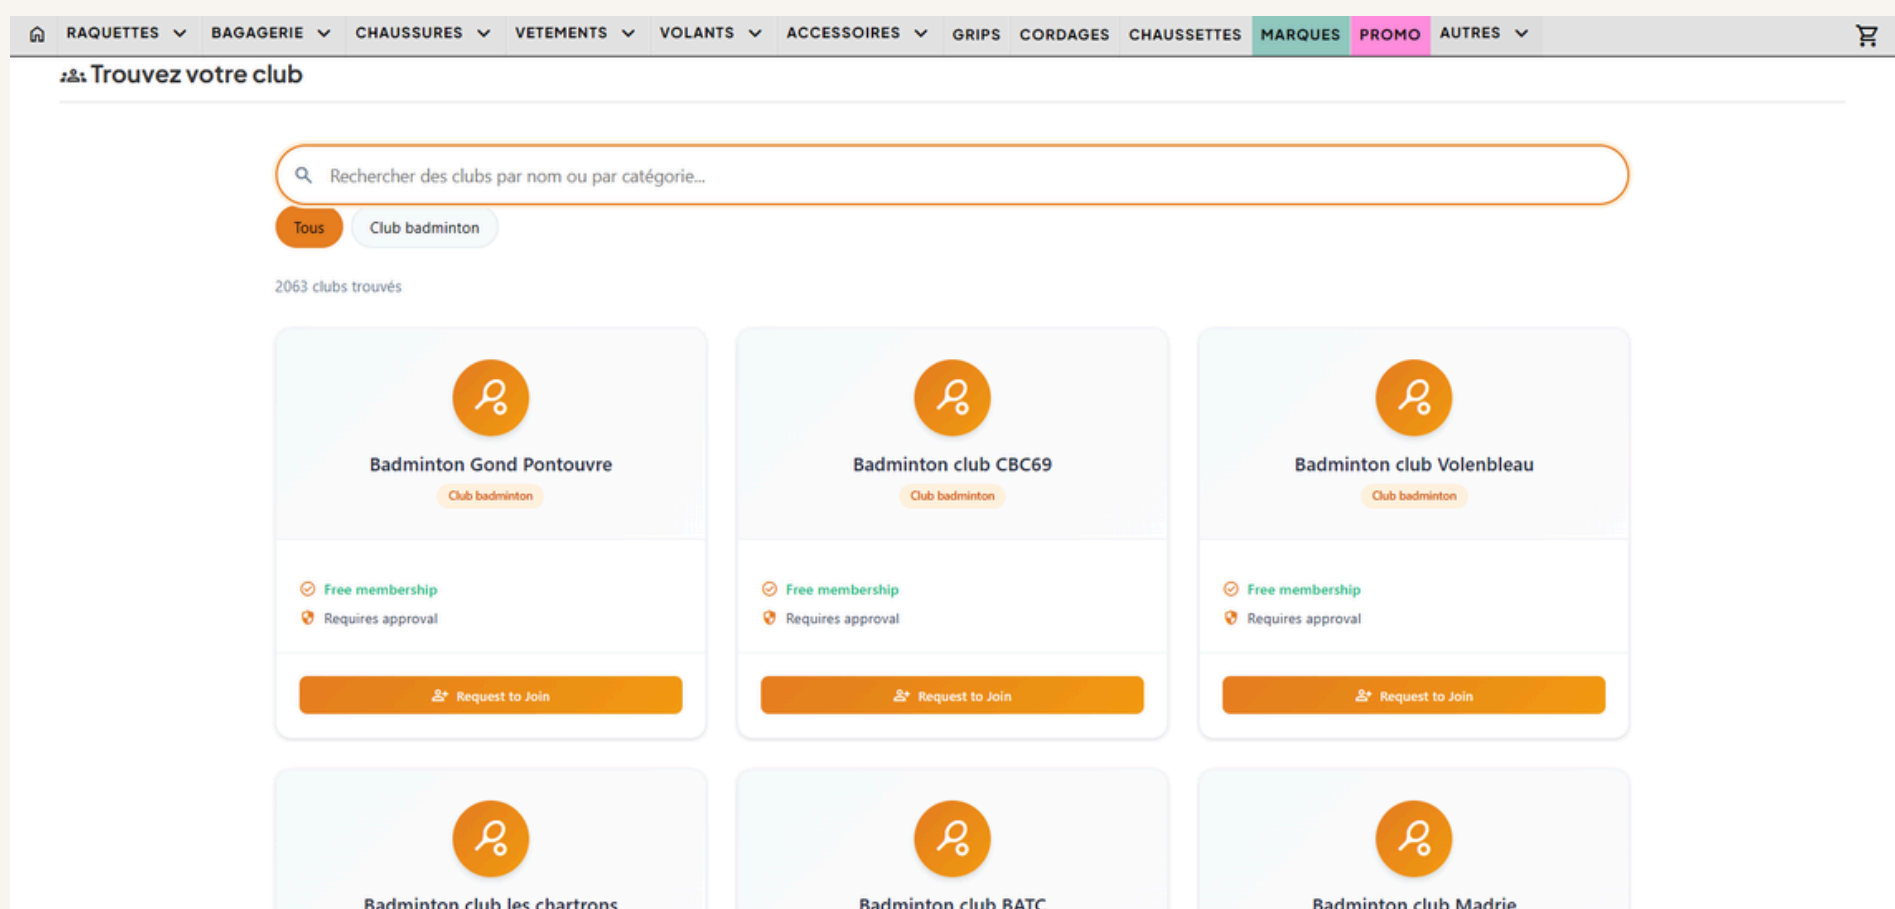 RAQUETTES BAGAGERIE CHAUSSURES VETEMENTS VOLANTS ACCESSOIRES GRIPS CORDAGES CHAUSSETTES MARQUES PROMO AUTRES
Trouvez votre club
Rechercher des clubs par nom ou par catégorie...
Tous Club badminton
2063 clubs trouvés
Badminton Gond Pontouvre
Club badminton
Free membership
Requires approval
Request to Join
Badminton club CBC69
Club badminton
Free membership
Requires approval
Request to Join
Badminton club Volenbleau
Club badminton
Free membership
Requires approval
Request to Join
Badminton club les chartrons
Badminton club BATC
Badminton club Madrie